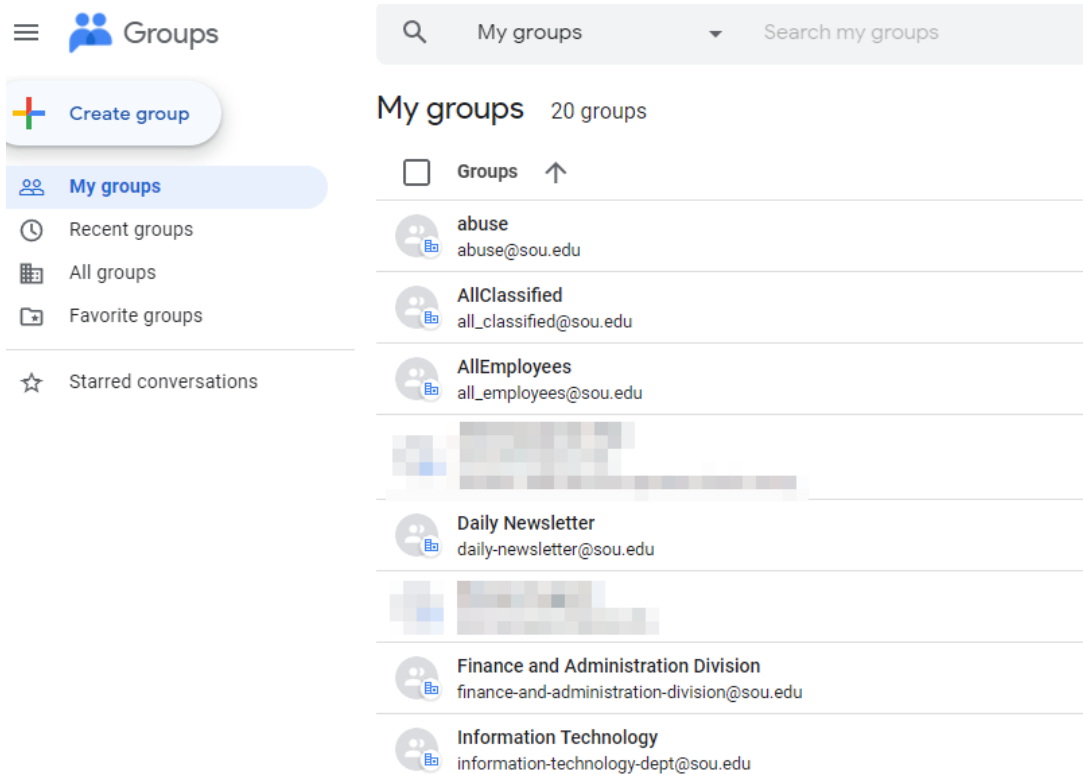 Groups
My groups
Search my groups
Create group
My groups
Recent groups
All groups
Favorite groups
Starred conversations
My groups 20 groups
Groups
abuse
abuse@sou.edu
AllClassified
all_classified@sou.edu
AllEmployees
all_employees@sou.edu
Daily Newsletter
daily-newsletter@sou.edu
Finance and Administration Division
finance-and-administration-division@sou.edu
Information Technology
information-technology-dept@sou.edu